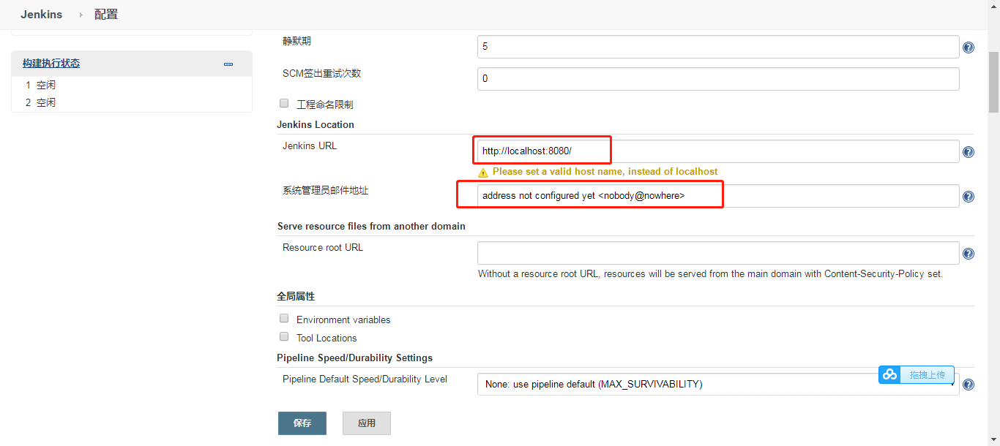 Jenkins
配置
静默期
5
构建执行状态
1 空闲
2 空闲
SCM签出重试次数
0
工程命名限制
Jenkins Location
Jenkins URL
http://localhost:8080/
Please set a valid host name, instead of localhost
系统管理员邮件地址
address not configured yet <nobody@nowhere>
Serve resource files from another domain
Resource root URL
Without a resource root URL, resources will be served from the main domain with Content-Security-Policy set.
全局属性
Environment variables
Tool Locations
Pipeline Speed/Durability Settings
Pipeline Default Speed/Durability Level
None: use pipeline default (MAX_SURVIVABILITY)
拖拽上传
保存
应用